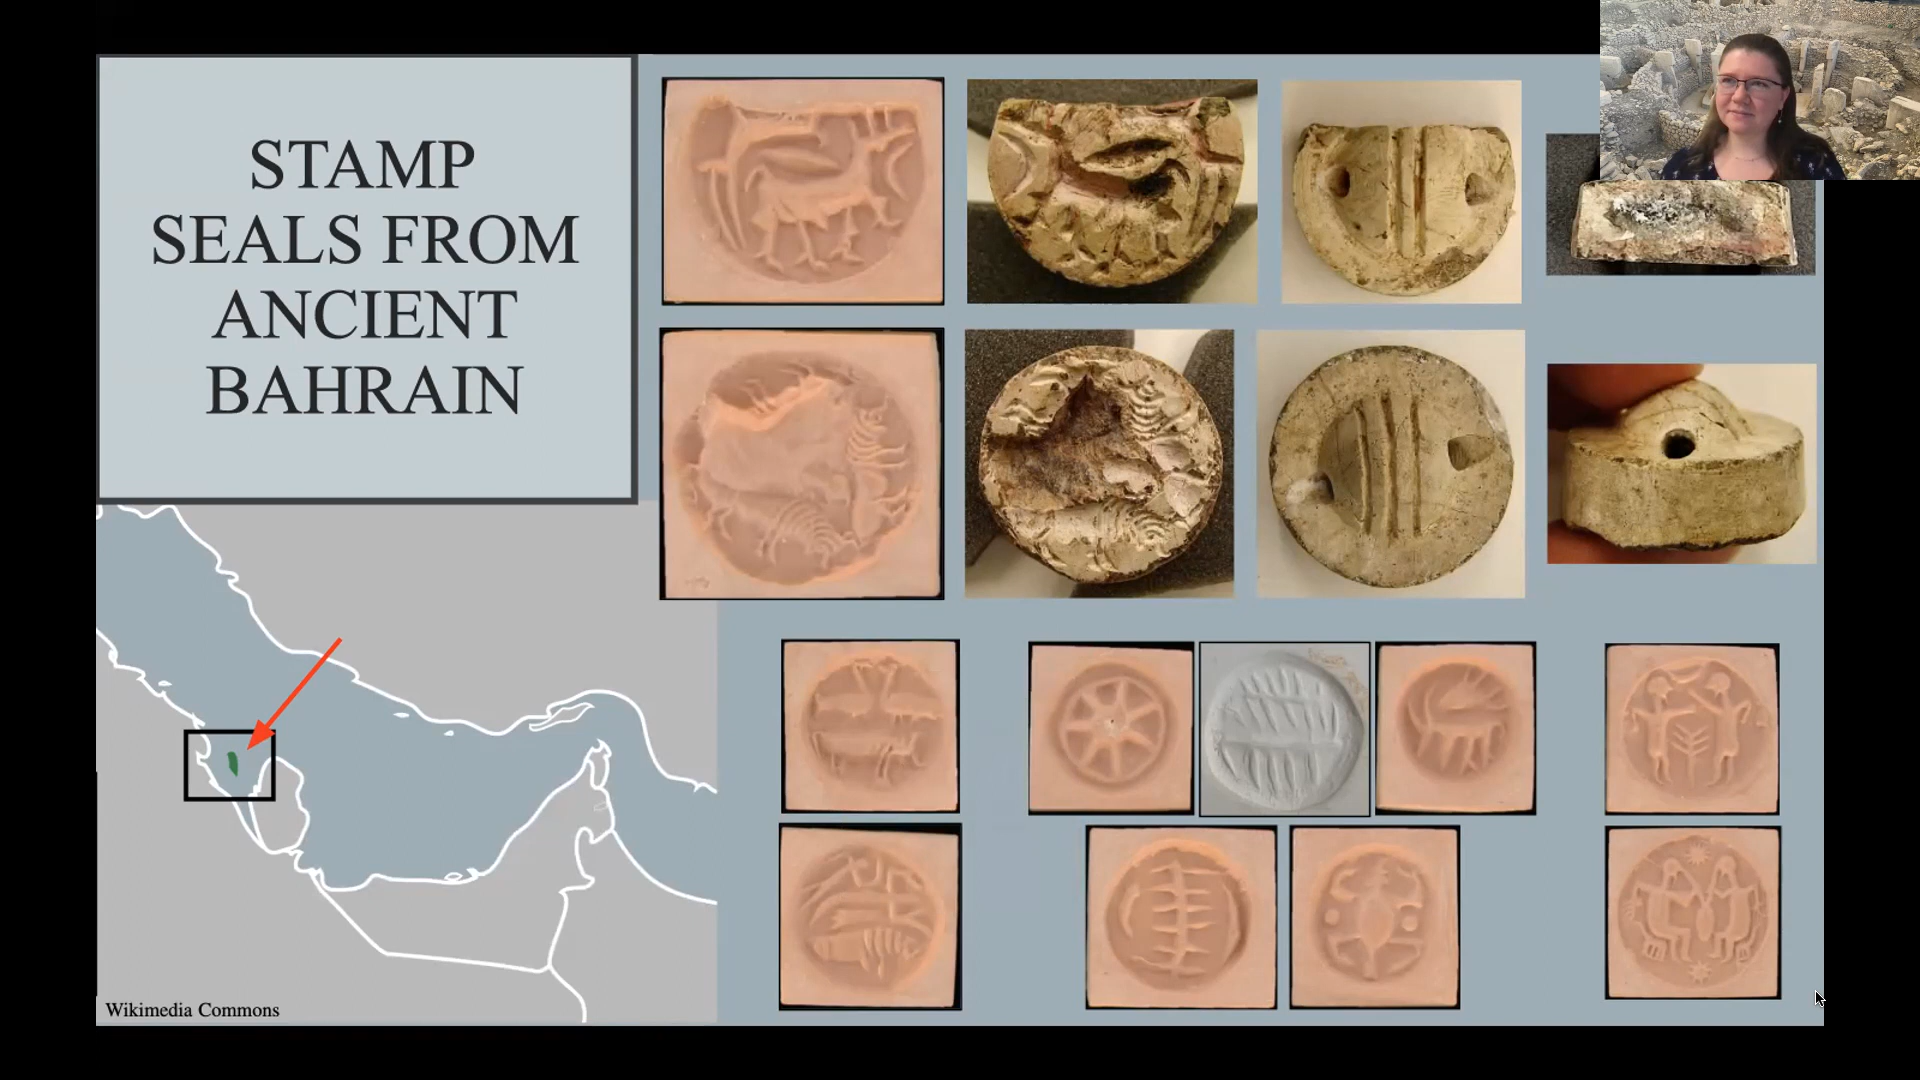 STAMP
SEALS FROM
ANCIENT
BAHRAIN
Wikimedia Commons